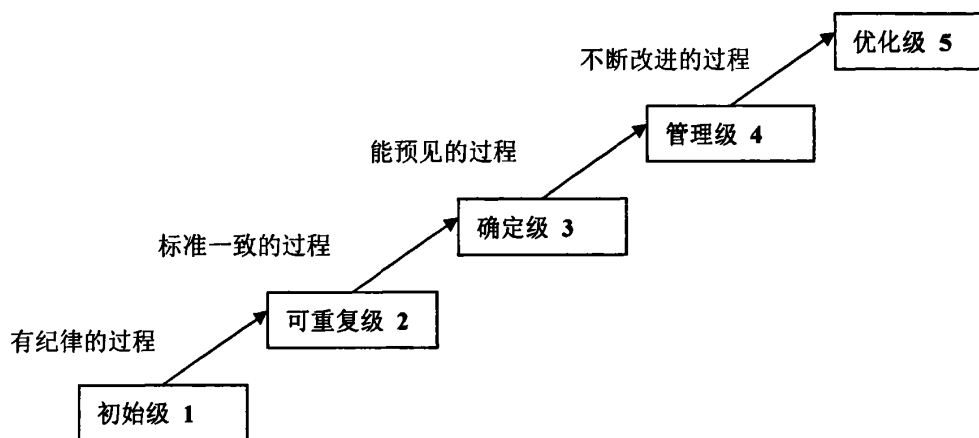 优化级 5
不断改进的过程
管理级 4
能预见的过程
确定级 3
标准一致的过程
可重复级 2
有纪律的过程
初始级 1